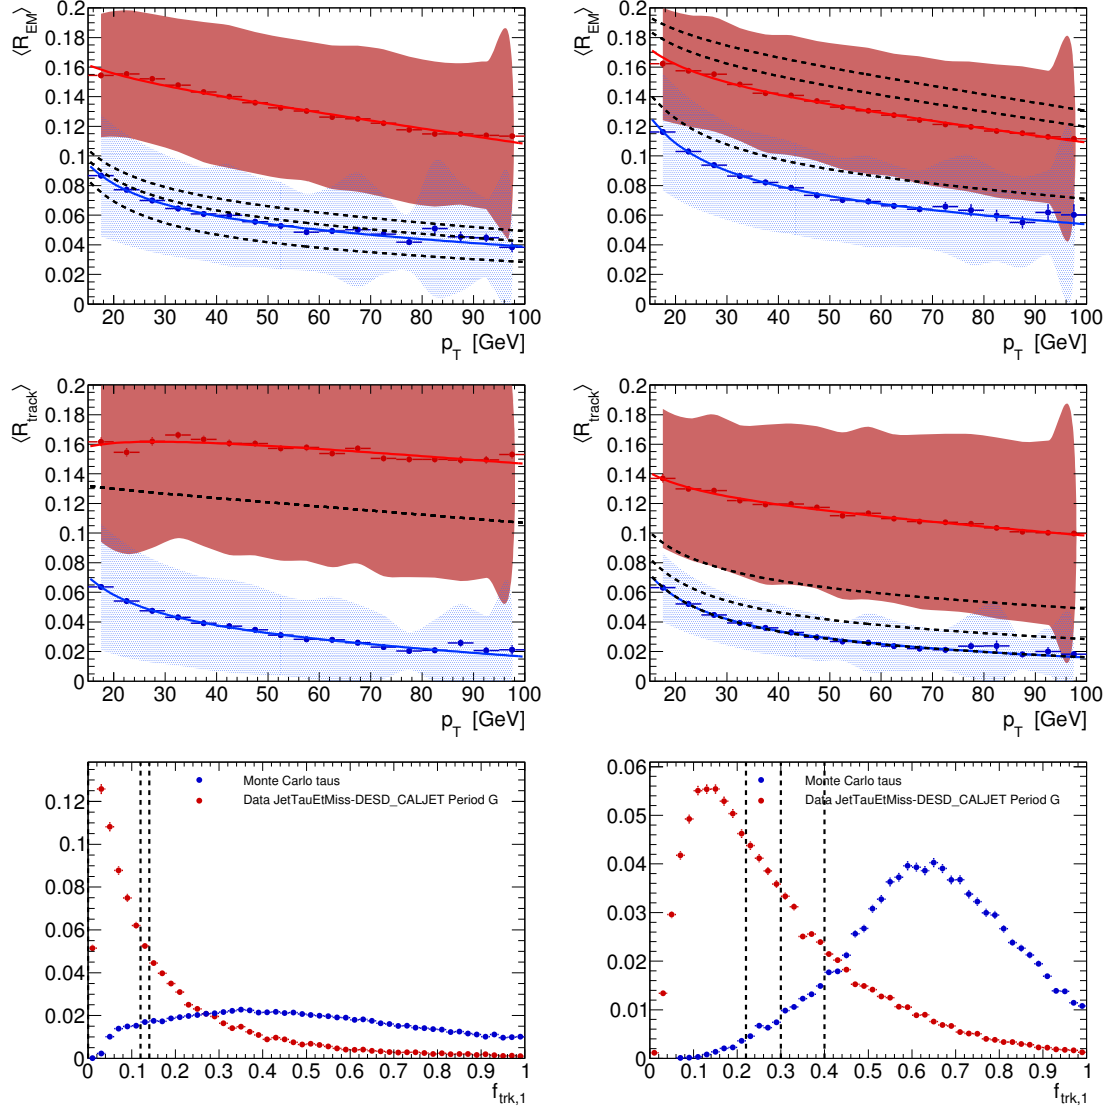 ⟨R_EM⟩
0.2
0.18
0.16
0.14
0.12
0.1
0.08
0.06
0.04
0.02
0
20 30 40 50 60 70 80 90 100
p_T [GeV]
⟨R_EM⟩
0.2
0.18
0.16
0.14
0.12
0.1
0.08
0.06
0.04
0.02
0
20 30 40 50 60 70 80 90 100
p_T [GeV]
⟨R_track⟩
0.2
0.18
0.16
0.14
0.12
0.1
0.08
0.06
0.04
0.02
0
20 30 40 50 60 70 80 90 100
p_T [GeV]
⟨R_track⟩
0.2
0.18
0.16
0.14
0.12
0.1
0.08
0.06
0.04
0.02
0
20 30 40 50 60 70 80 90 100
p_T [GeV]
Monte Carlo taus
Data JetTauEtMiss-DESD_CALJET Period G
0.12
0.1
0.08
0.06
0.04
0.02
0
0 0.1 0.2 0.3 0.4 0.5 0.6 0.7 0.8 0.9 1
f_trk,1
Monte Carlo taus
Data JetTauEtMiss-DESD_CALJET Period G
0.06
0.05
0.04
0.03
0.02
0.01
0
0 0.1 0.2 0.3 0.4 0.5 0.6 0.7 0.8 0.9 1
f_trk,1